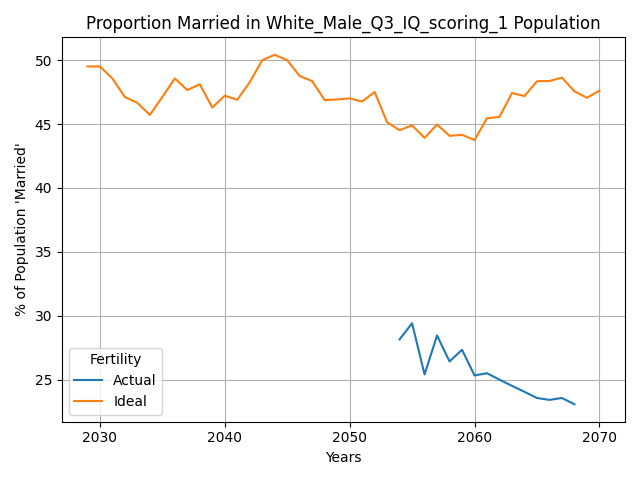 Proportion Married in White_Male_Q3_IQ_scoring_1 Population
% of Population 'Married'
50
45
40
35
30
25
Fertility
Actual
Ideal
2030 2040 2050 2060 2070
Years